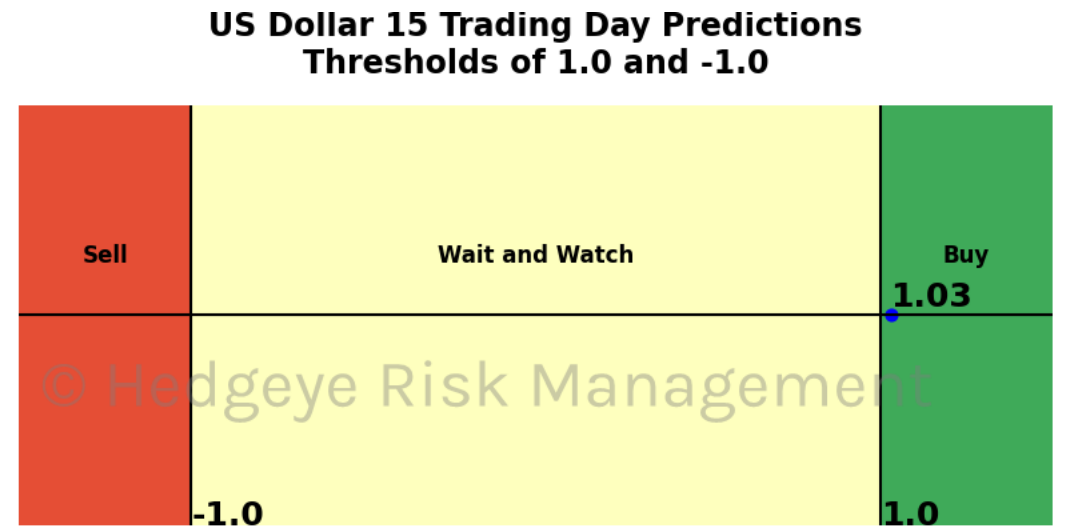 US Dollar 15 Trading Day Predictions
Thresholds of 1.0 and -1.0
Sell
Wait and Watch
Buy
1.03
© Hedgeye Risk Management
-1.0
1.0